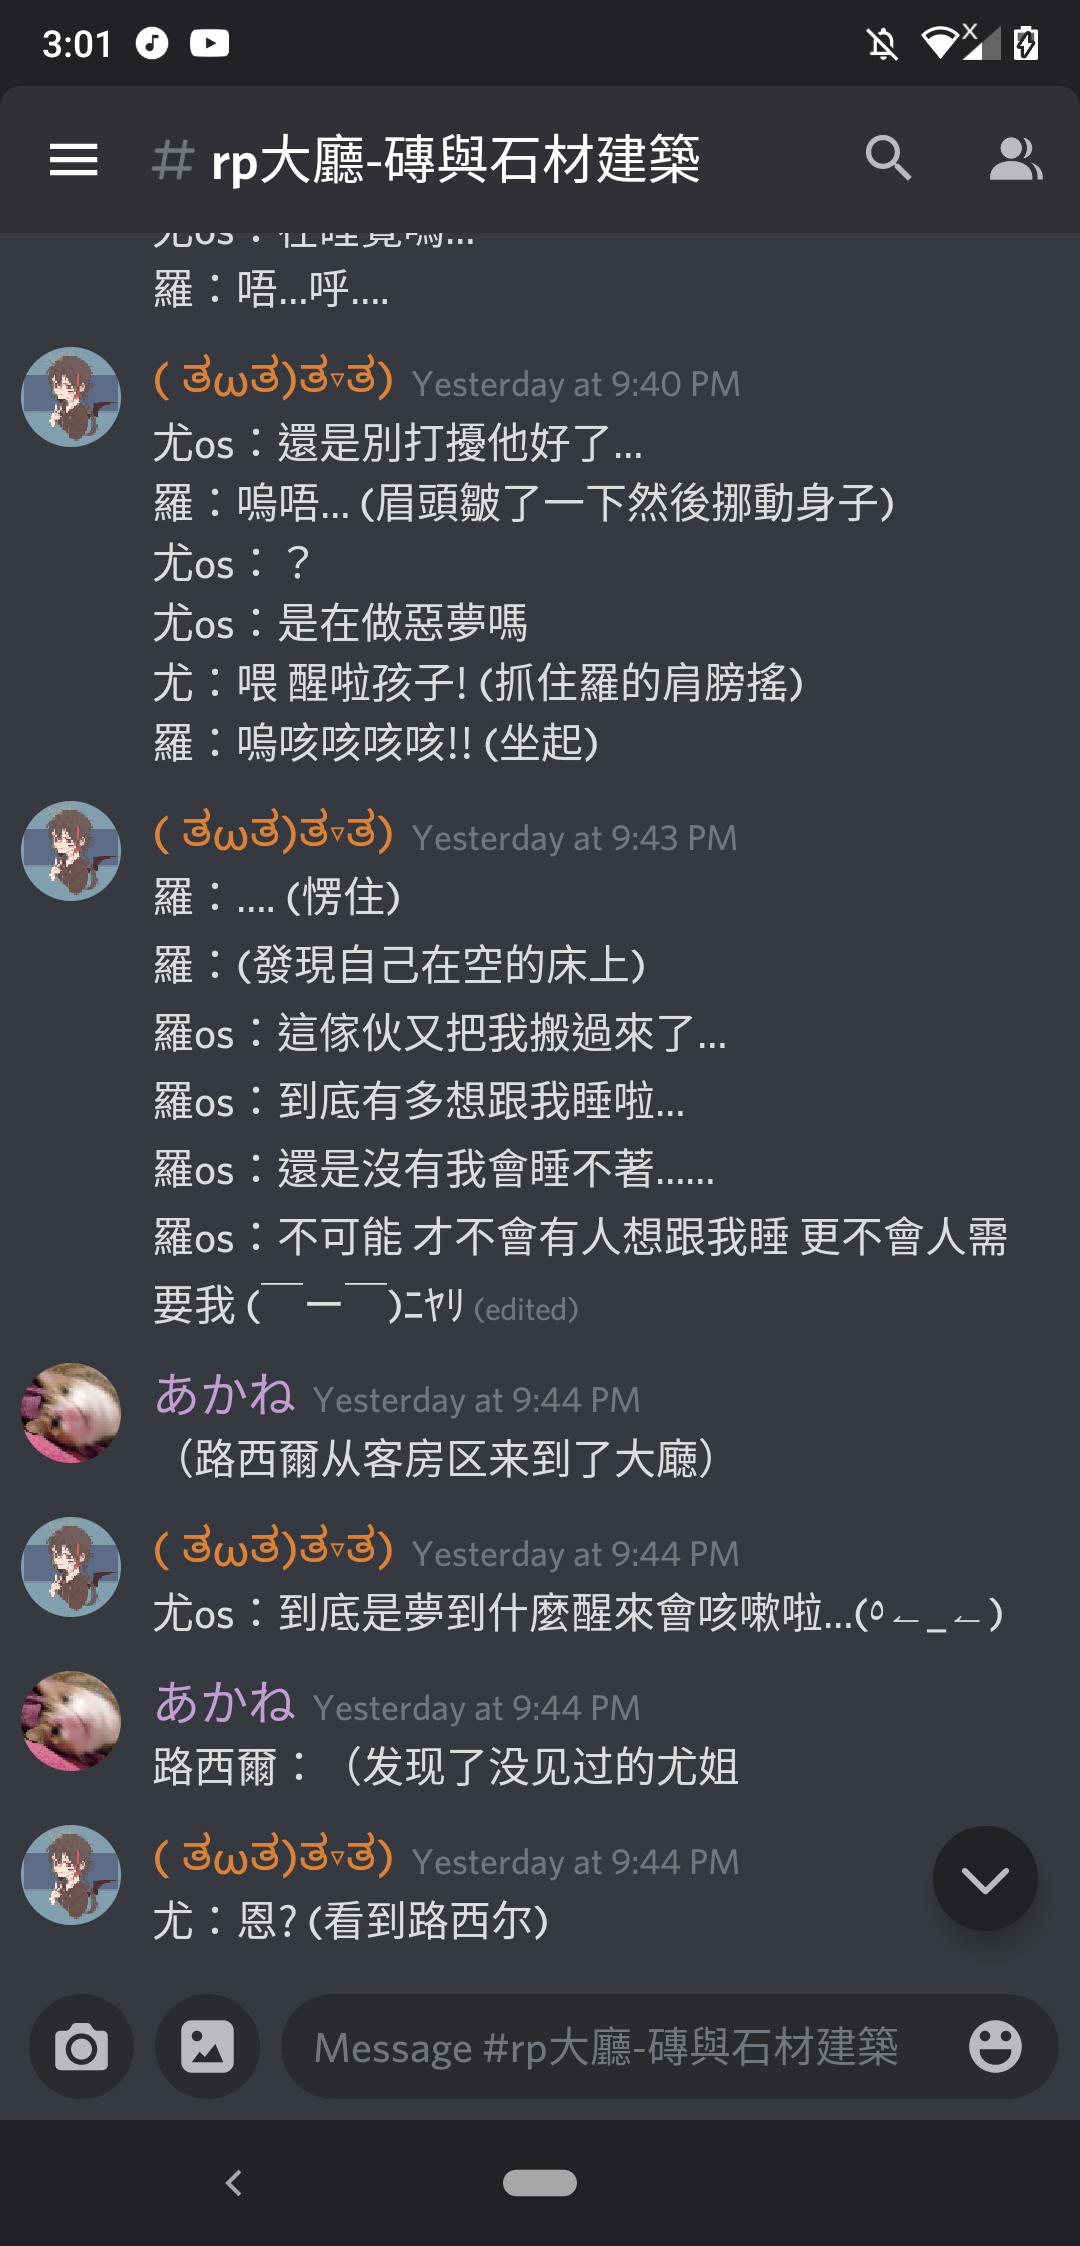 3:01
# rp大廳-磚與石材建築
尤os：在睡覺嗎...
羅：唔...呼....
( ತωತ)ತ▿ತ) Yesterday at 9:40 PM
尤os：還是別打擾他好了...
羅：嗚唔... (眉頭皺了一下然後挪動身子)
尤os：？
尤os：是在做惡夢嗎
尤：喂 醒啦孩子! (抓住羅的肩膀搖)
羅：嗚咳咳咳咳!! (坐起)
( ತωತ)ತ▿ತ) Yesterday at 9:43 PM
羅：.... (愣住)
羅：(發現自己在空的床上)
羅os：這傢伙又把我搬過來了...
羅os：到底有多想跟我睡啦...
羅os：還是沒有我會睡不著......
羅os：不可能 才不會有人想跟我睡 更不會人需
要我 (￣ー￣)ﾆﾔﾘ (edited)
あかね Yesterday at 9:44 PM
（路西爾从客房区来到了大廳）
( ತωತ)ತ▿ತ) Yesterday at 9:44 PM
尤os：到底是夢到什麼醒來會咳嗽啦...(٥←_←)
あかね Yesterday at 9:44 PM
路西爾：（发现了没见过的尤姐
( ತωತ)ತ▿ತ) Yesterday at 9:44 PM
尤：恩? (看到路西尔)
Message #rp大廳-磚與石材建築